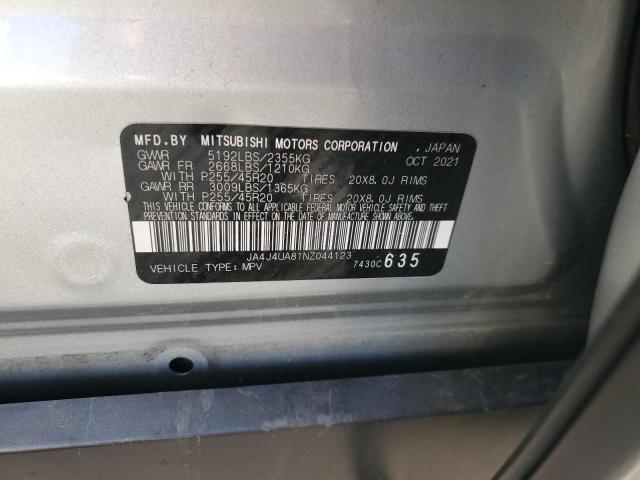 MFD.BY MITSUBISHI MOTORS CORPORATION , JAPAN
GVWR 5192LBS/2355KG OCT 2021
GAWR FR 2668LBS/1210KG
WITH P255/45R20 TIRES 20X8.0J RIMS
GAWR RR 3009LBS/1365KG
WITH P255/45R20 TIRES 20X8.0J RIMS
THIS VEHICLE CONFORMS TO ALL APPLICABLE FEDERAL MOTOR VEHICLE SAFETY AND THEFT
PREVENTION STANDARDS IN EFFECT ON THE DATE OF MANUFACTURE SHOWN ABOVE.
JA4J4UA81NZ044123
VEHICLE TYPE: MPV 7430C 635